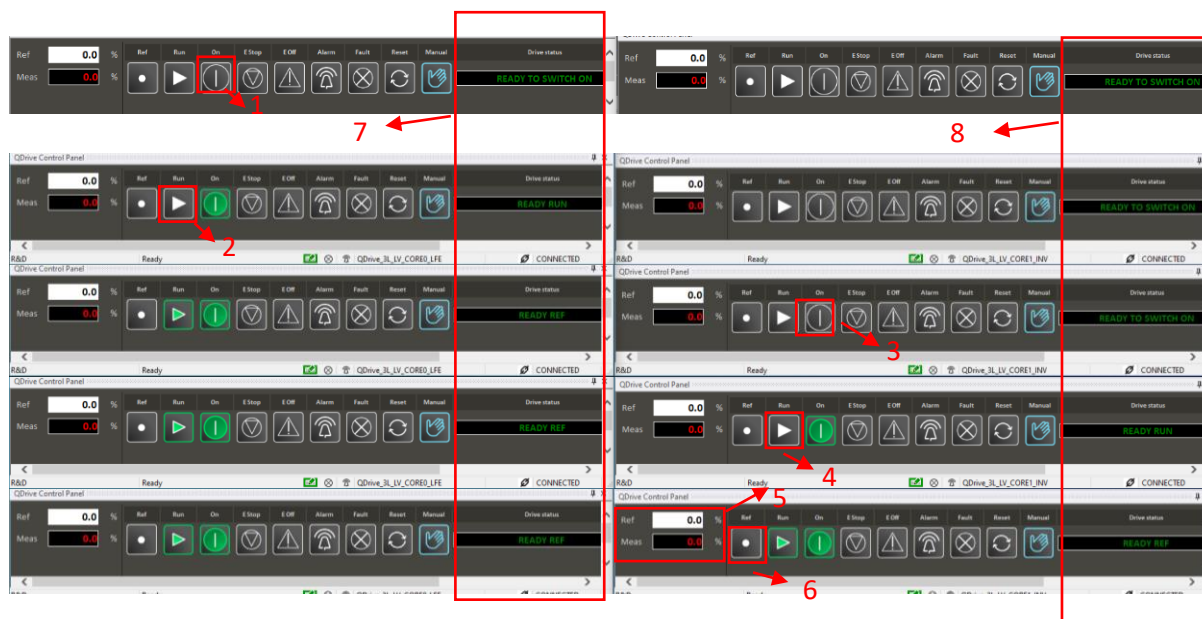 Ref Run On E Stop E Off Alarm Fault Reset Manual Drive status
Ref 0.0 %
Meas 0.0 % READY TO SWITCH ON
1
7
Ref Run On E Stop E Off Alarm Fault Reset Manual Drive status
Ref 0.0 %
Meas 0.0 % READY TO SWITCH ON
8
QDrive Control Panel
Ref Run On E Stop E Off Alarm Fault Reset Manual Drive status
Ref 0.0 %
Meas 0.0 % READY RUN
2
R&D Ready QDrive_3L_LV_CORE0_LFE CONNECTED
QDrive Control Panel
Ref Run On E Stop E Off Alarm Fault Reset Manual Drive status
Ref 0.0 %
Meas 0.0 % READY TO SWITCH ON
R&D Ready QDrive_3L_LV_CORE1_INV CONNECTED
QDrive Control Panel
Ref Run On E Stop E Off Alarm Fault Reset Manual Drive status
Ref 0.0 %
Meas 0.0 % READY REF
R&D Ready QDrive_3L_LV_CORE0_LFE CONNECTED
QDrive Control Panel
Ref Run On E Stop E Off Alarm Fault Reset Manual Drive status
Ref 0.0 %
Meas 0.0 % READY TO SWITCH ON
3
R&D Ready QDrive_3L_LV_CORE1_INV CONNECTED
QDrive Control Panel
Ref Run On E Stop E Off Alarm Fault Reset Manual Drive status
Ref 0.0 %
Meas 0.0 % READY REF
R&D Ready QDrive_3L_LV_CORE0_LFE CONNECTED
QDrive Control Panel
Ref Run On E Stop E Off Alarm Fault Reset Manual Drive status
Ref 0.0 %
Meas 0.0 % READY RUN
4
R&D Ready QDrive_3L_LV_CORE1_INV CONNECTED
QDrive Control Panel
Ref Run On E Stop E Off Alarm Fault Reset Manual Drive status
Ref 0.0 %
Meas 0.0 % READY REF
QDrive Control Panel
5
Ref Run On E Stop E Off Alarm Fault Reset Manual Drive status
Ref 0.0 %
Meas 0.0 % READY REF
6